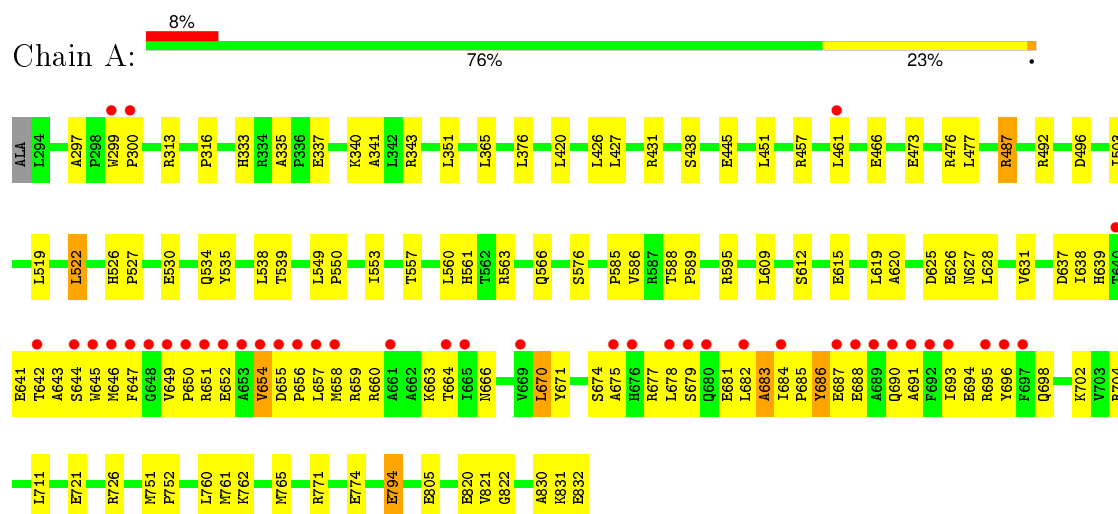 8%
Chain A:
76% 23% •
ALA L294 A297 P298 W299 P300 R313 P316 H333 R334 A335 P336 E337 K340 A341 L342 R343 L351 L365 L376 L420 L426 L427 R431 S438 E445 L451 R457 L461 E466 E473 R476 L477 R487 R492 D496
L519 L522 H526 P527 E530 Q534 Y535 L538 T539 L549 P550 I553 T557 L560 H561 T562 R563 Q566 S576 P585 V586 R587 T588 P589 R595 L609 S612 E615 L619 A620 D625 E626 N627 L628 V631 D637 I638 H639 T640
E641 T642 A643 S644 W645 M646 F647 G648 V649 P650 R651 E652 A653 V654 D655 P656 L657 M658 R659 R660 A661 A662 K663 T664 I665 N666 V669 L670 Y671 S674 A675 H676 R677 L678 S679 Q680 E681 L682 A683 I684 P685 Y686 E687 E688 A689 Q690 A691 F692 I693 E694 R695 Y696 F697 Q698 K702 V703
L711 E721 R726 M751 P752 L760 M761 K762 M765 R771 E774 E794 E805 E820 V821 G822 A830 K831 E832